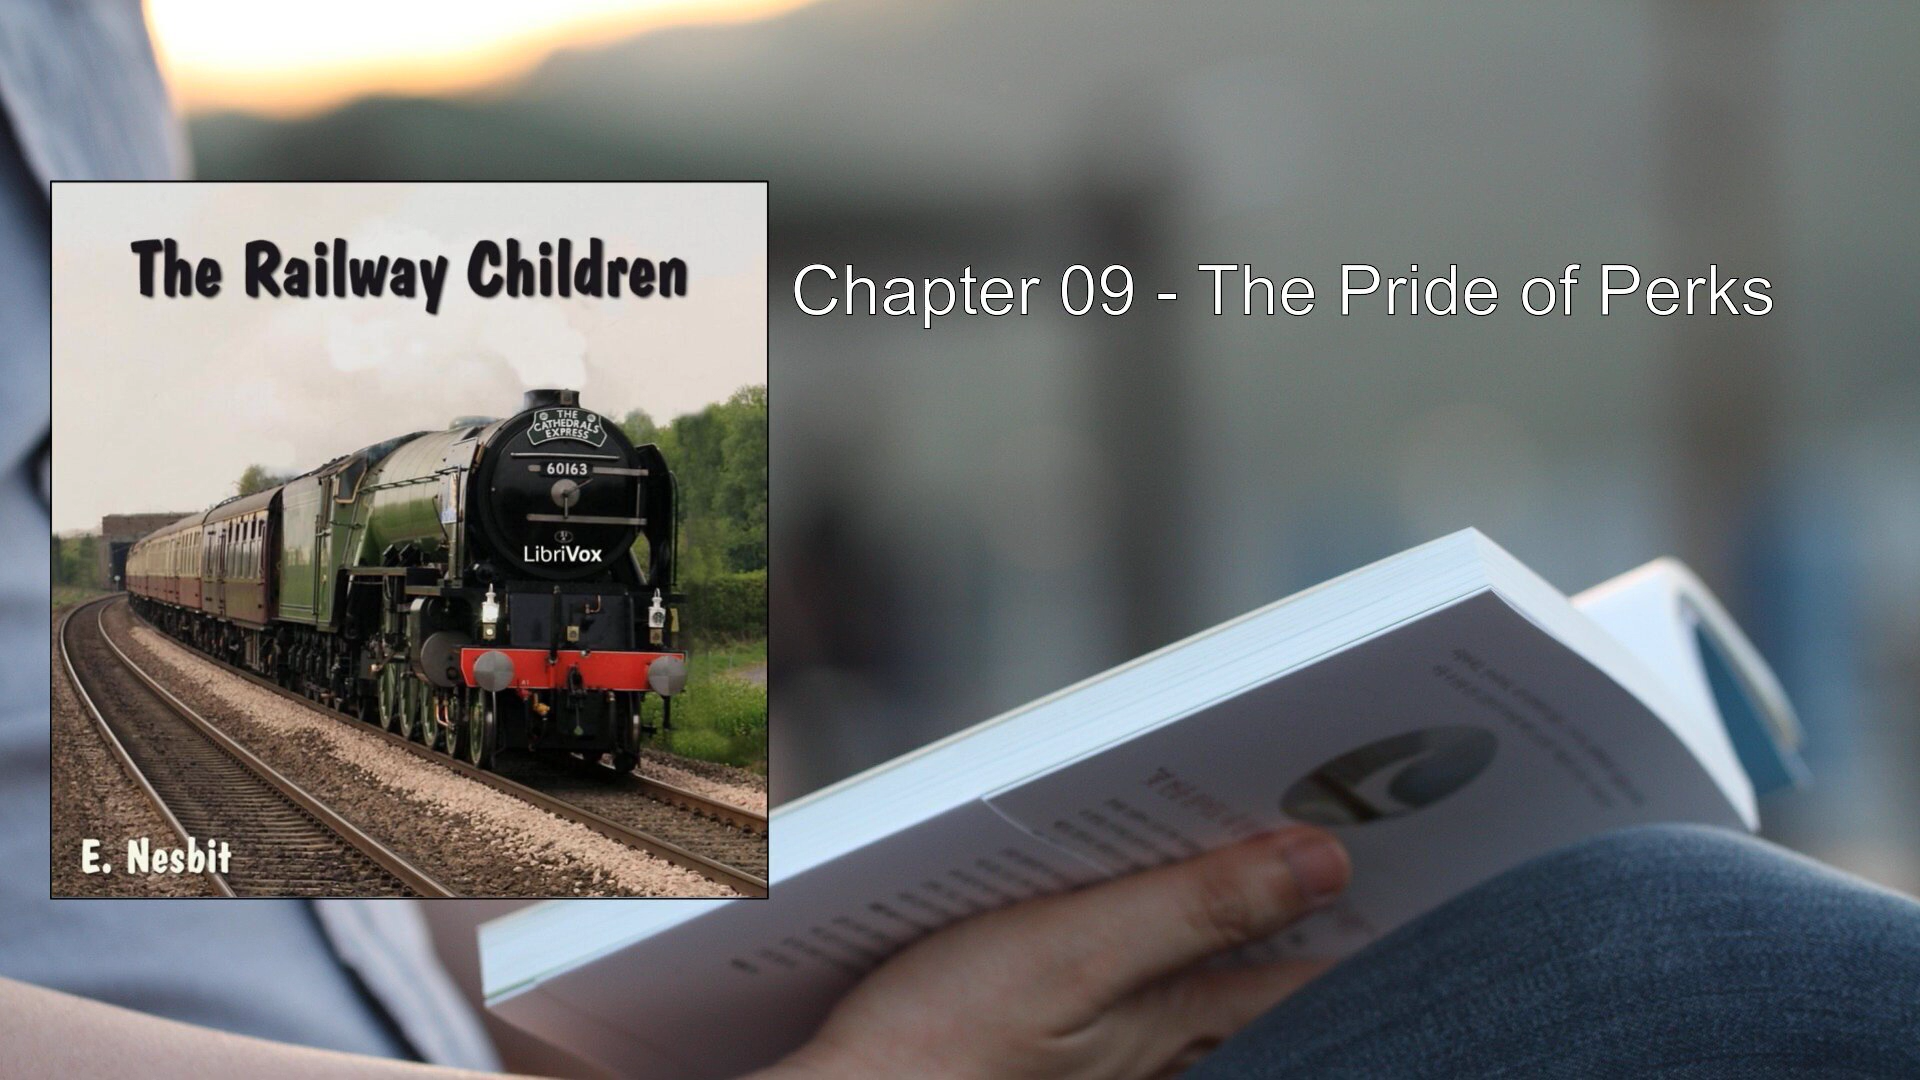 The Railway Children
Chapter 09 - The Pride of Perks
THE
CATHEDRALS
EXPRESS
60163
LibriVox
E. Nesbit